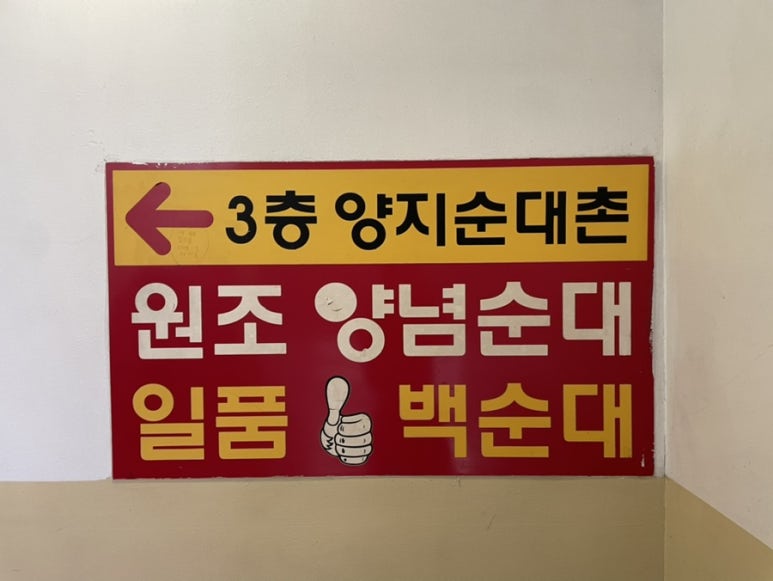 3층 양지순대촌
원조 양념순대
일품 백순대